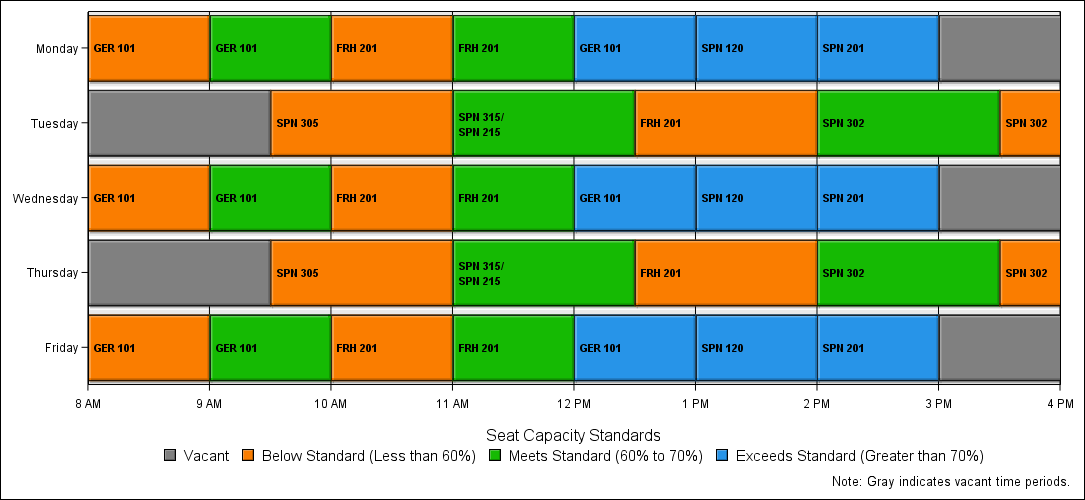 Monday
GER 101 GER 101 FRH 201 FRH 201 GER 101 SPN 120 SPN 201
Tuesday
SPN 305 SPN 315/ FRH 201 SPN 302 SPN 302
SPN 215
Wednesday
GER 101 GER 101 FRH 201 FRH 201 GER 101 SPN 120 SPN 201
Thursday
SPN 305 SPN 315/ FRH 201 SPN 302 SPN 302
SPN 215
Friday
GER 101 GER 101 FRH 201 FRH 201 GER 101 SPN 120 SPN 201
8 AM 9 AM 10 AM 11 AM 12 PM 1 PM 2 PM 3 PM 4 PM
Seat Capacity Standards
Vacant Below Standard (Less than 60%) Meets Standard (60% to 70%) Exceeds Standard (Greater than 70%)
Note: Gray indicates vacant time periods.